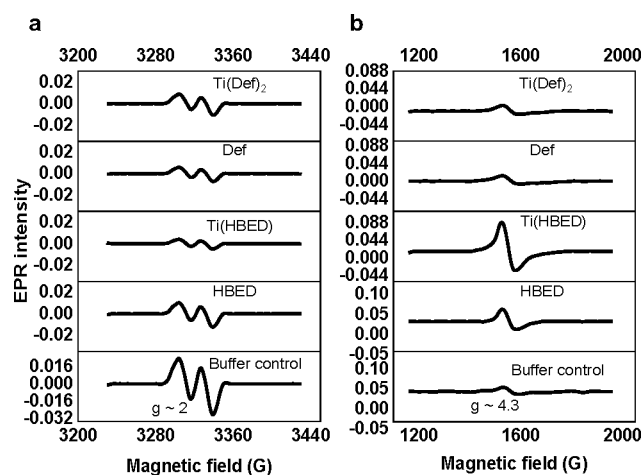 a
3200 3280 3360 3440
EPR intensity
0.02
0.00
-0.02
Ti(Def)2
0.02
0.00
-0.02
Def
0.02
0.00
-0.02
Ti(HBED)
0.02
0.00
-0.02
HBED
0.016
0.000
-0.016
-0.032
Buffer control
g ~ 2
3200 3280 3360 3440
Magnetic field (G)
b
1200 1600 2000
0.088
0.044
0.000
-0.044
Ti(Def)2
0.088
0.044
0.000
-0.044
Def
0.088
0.044
0.000
-0.044
Ti(HBED)
0.10
0.05
0.00
-0.05
HBED
0.10
0.05
0.00
-0.05
Buffer control
g ~ 4.3
1200 1600 2000
Magnetic field (G)